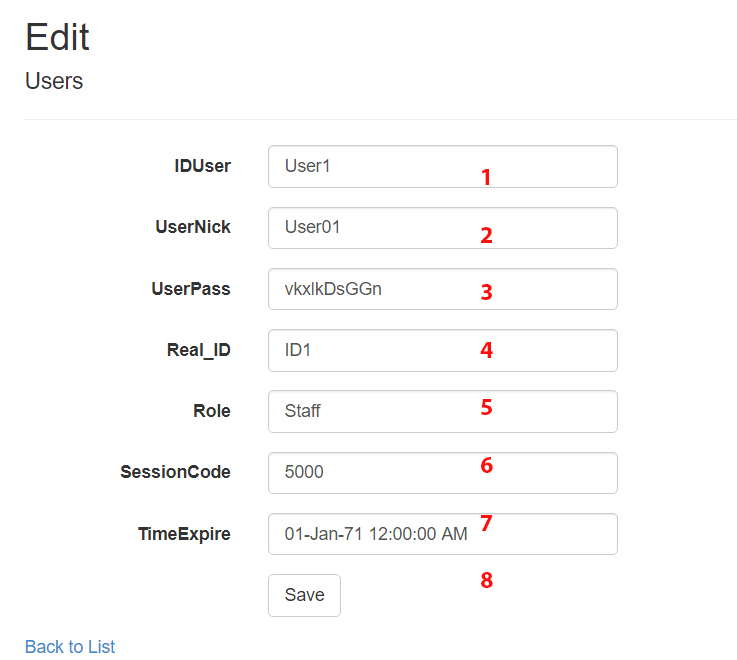 Edit
Users
IDUser User1 1
UserNick User01 2
UserPass vkxlkDsGGn 3
Real_ID ID1 4
Role Staff 5
SessionCode 5000 6
TimeExpire 01-Jan-71 12:00:00 AM 7
Save 8
Back to List